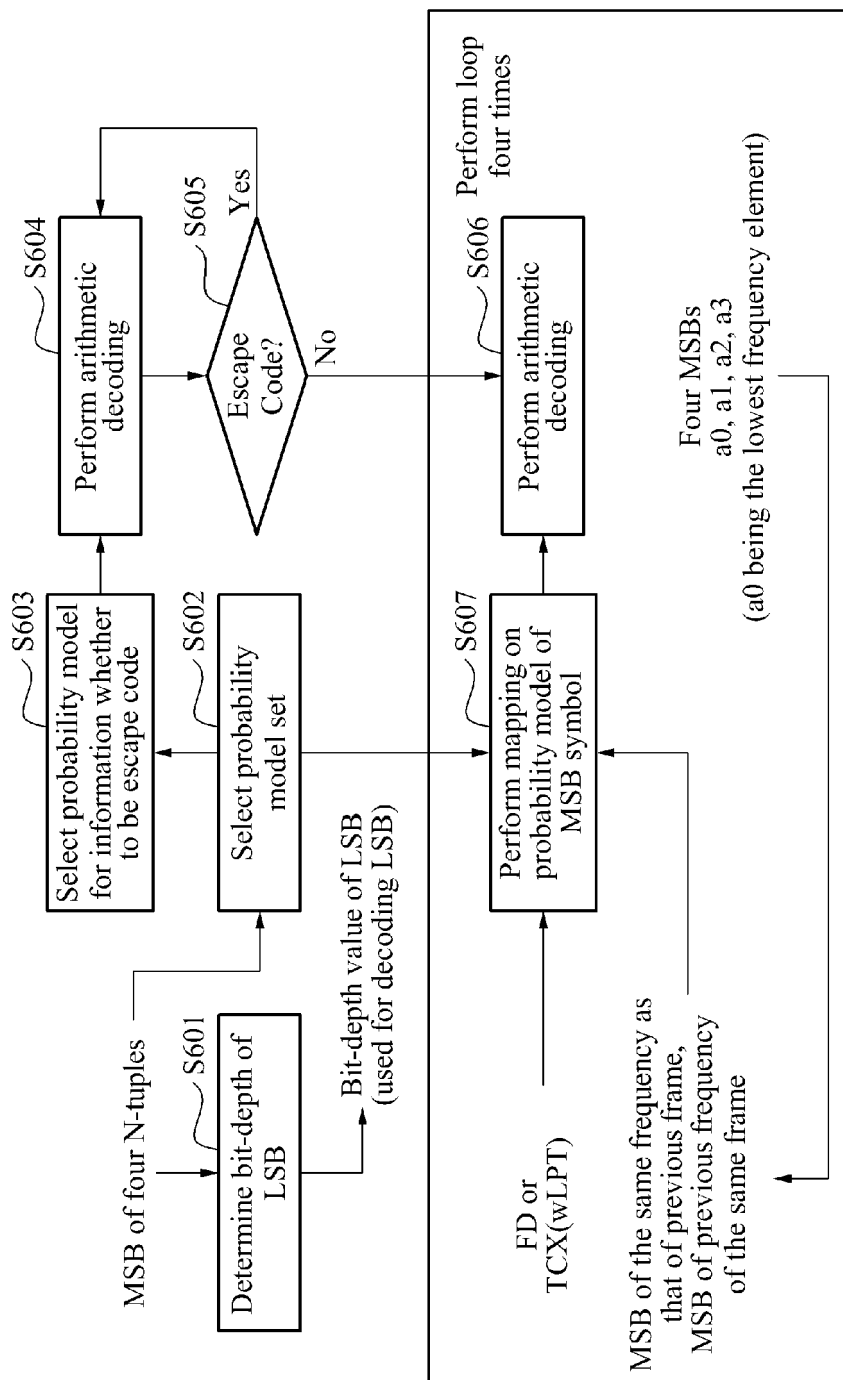 MSB of four N-tuples
S601
Determine bit-depth of
LSB
Bit-depth value of LSB
(used for decoding LSB)
S603
Select probability model
for information whether
to be escape code
S602
Select probability
model set
S604
Perform arithmetic
decoding
S605
Escape
Code?
Yes
No
FD or
TCX(wLPT)
S607
Perform mapping on
probability model of
MSB symbol
S606
Perform arithmetic
decoding
Perform loop
four times
MSB of the same frequency as
that of previous frame,
MSB of previous frequency
of the same frame
Four MSBs
a0, a1, a2, a3
(a0 being the lowest frequency element)